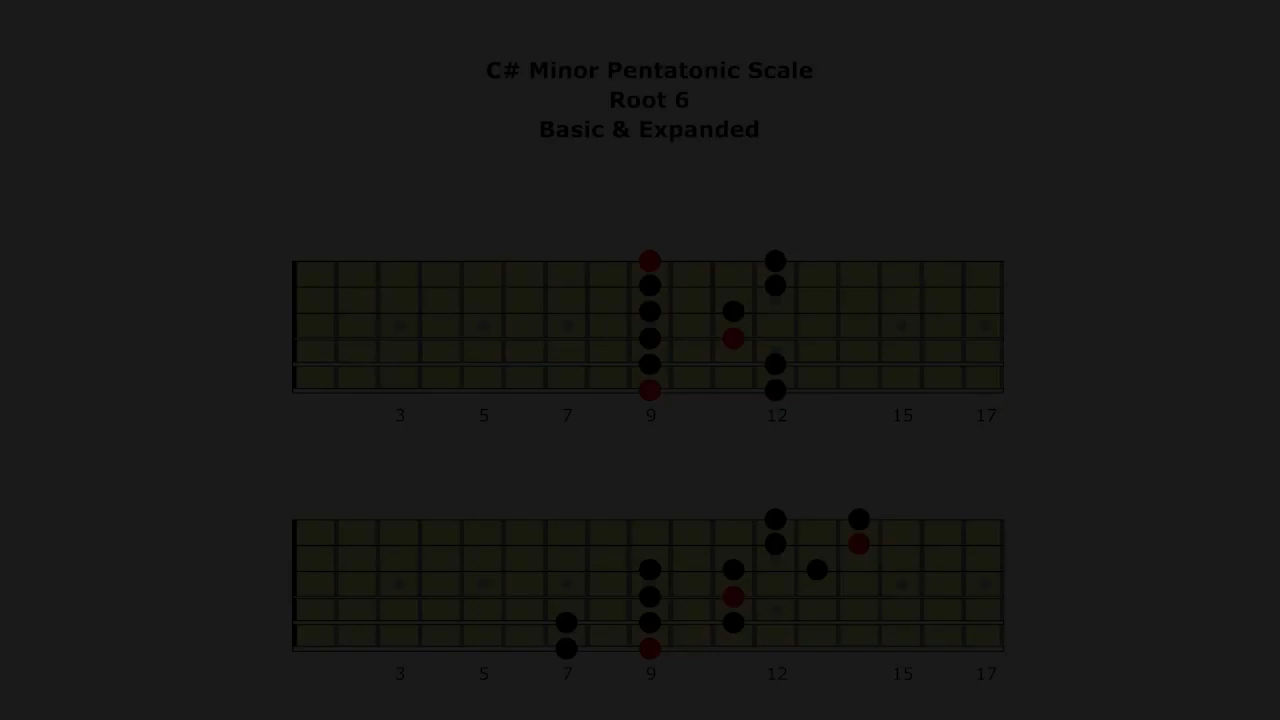 C# Minor Pentatonic Scale
Root 6
Basic & Expanded
3 5 7 9 12 15 17
3 5 7 9 12 15 17